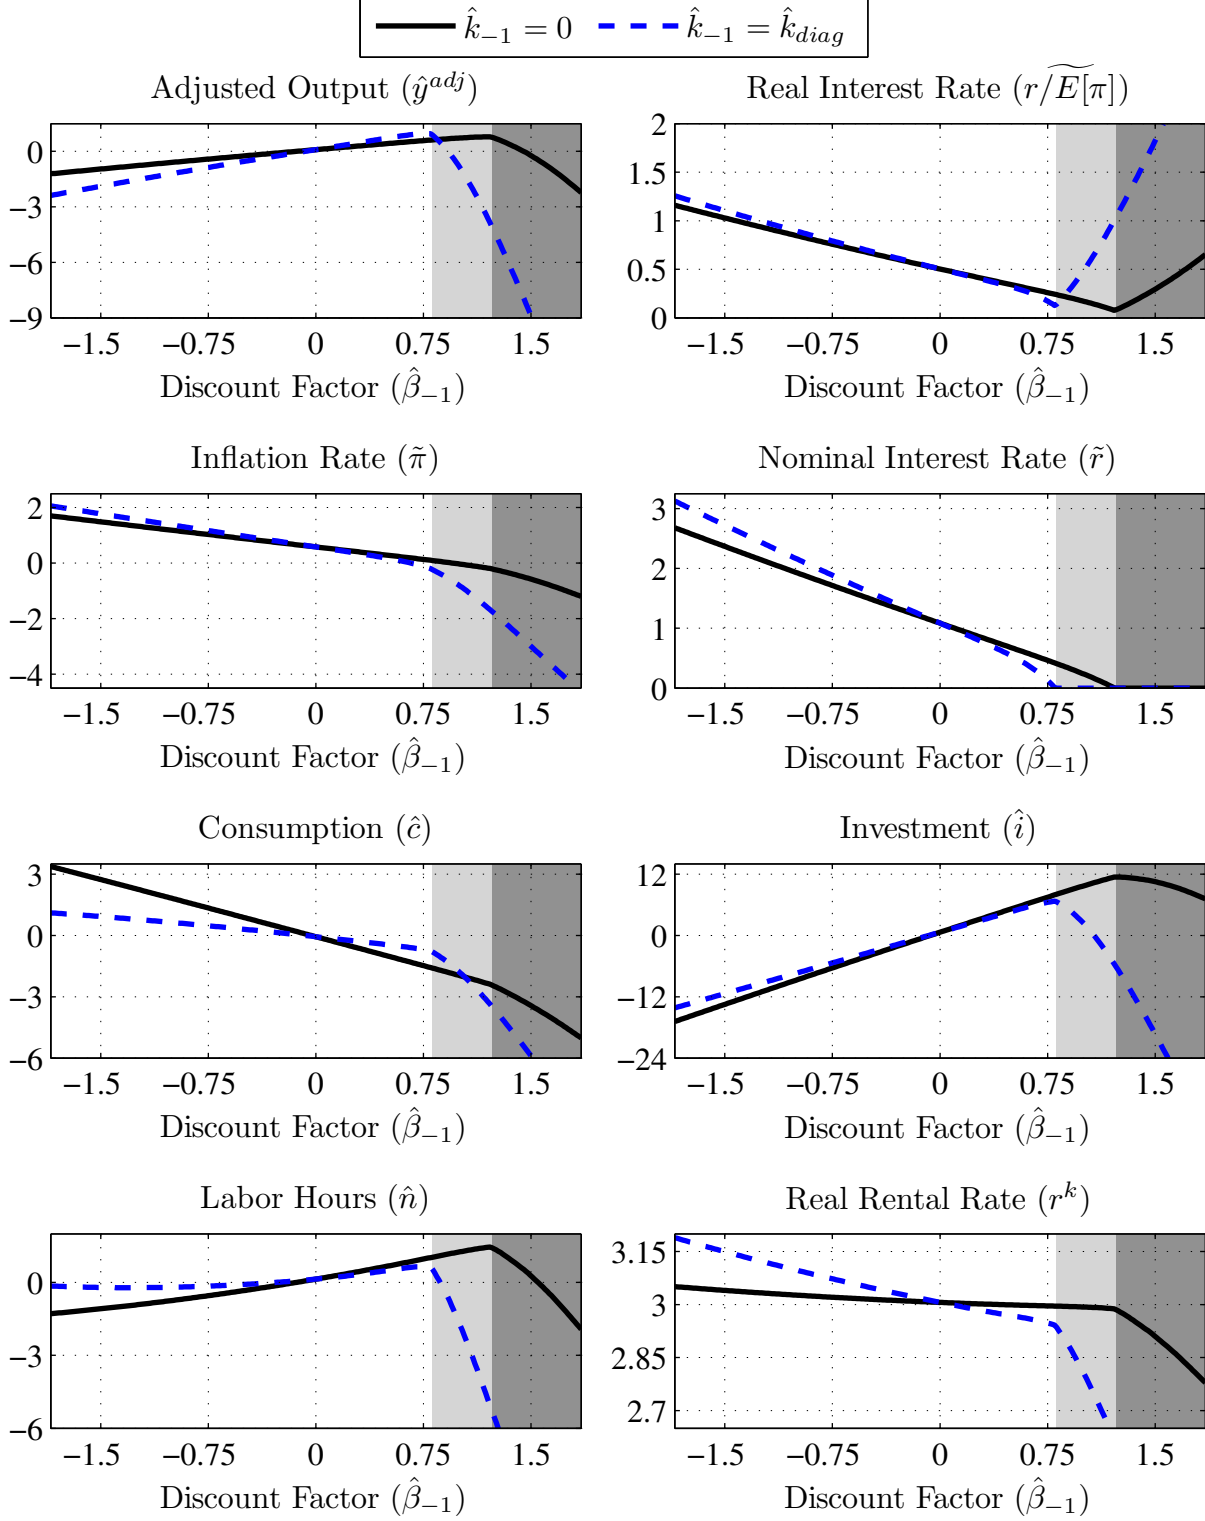 k̂₋₁ = 0 k̂₋₁ = k̂_diag
Adjusted Output (ŷ^adj)
0
−3
−6
−9
−1.5 −0.75 0 0.75 1.5
Discount Factor (β̂₋₁)
Real Interest Rate (r/E͠[π])
2
1.5
1
0.5
0
−1.5 −0.75 0 0.75 1.5
Discount Factor (β̂₋₁)
Inflation Rate (π̃)
2
0
−2
−4
−1.5 −0.75 0 0.75 1.5
Discount Factor (β̂₋₁)
Nominal Interest Rate (r̃)
3
2
1
0
−1.5 −0.75 0 0.75 1.5
Discount Factor (β̂₋₁)
Consumption (ĉ)
3
0
−3
−6
−1.5 −0.75 0 0.75 1.5
Discount Factor (β̂₋₁)
Investment (î)
12
0
−12
−24
−1.5 −0.75 0 0.75 1.5
Discount Factor (β̂₋₁)
Labor Hours (n̂)
0
−3
−6
−1.5 −0.75 0 0.75 1.5
Discount Factor (β̂₋₁)
Real Rental Rate (r^k)
3.15
3
2.85
2.7
−1.5 −0.75 0 0.75 1.5
Discount Factor (β̂₋₁)